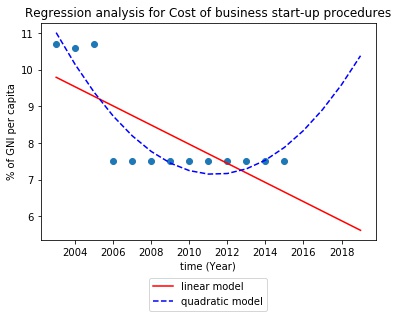 Regression analysis for Cost of business start-up procedures
11
10
9
8
7
6
% of GNI per capita
2004 2006 2008 2010 2012 2014 2016 2018
time (Year)
linear model
quadratic model